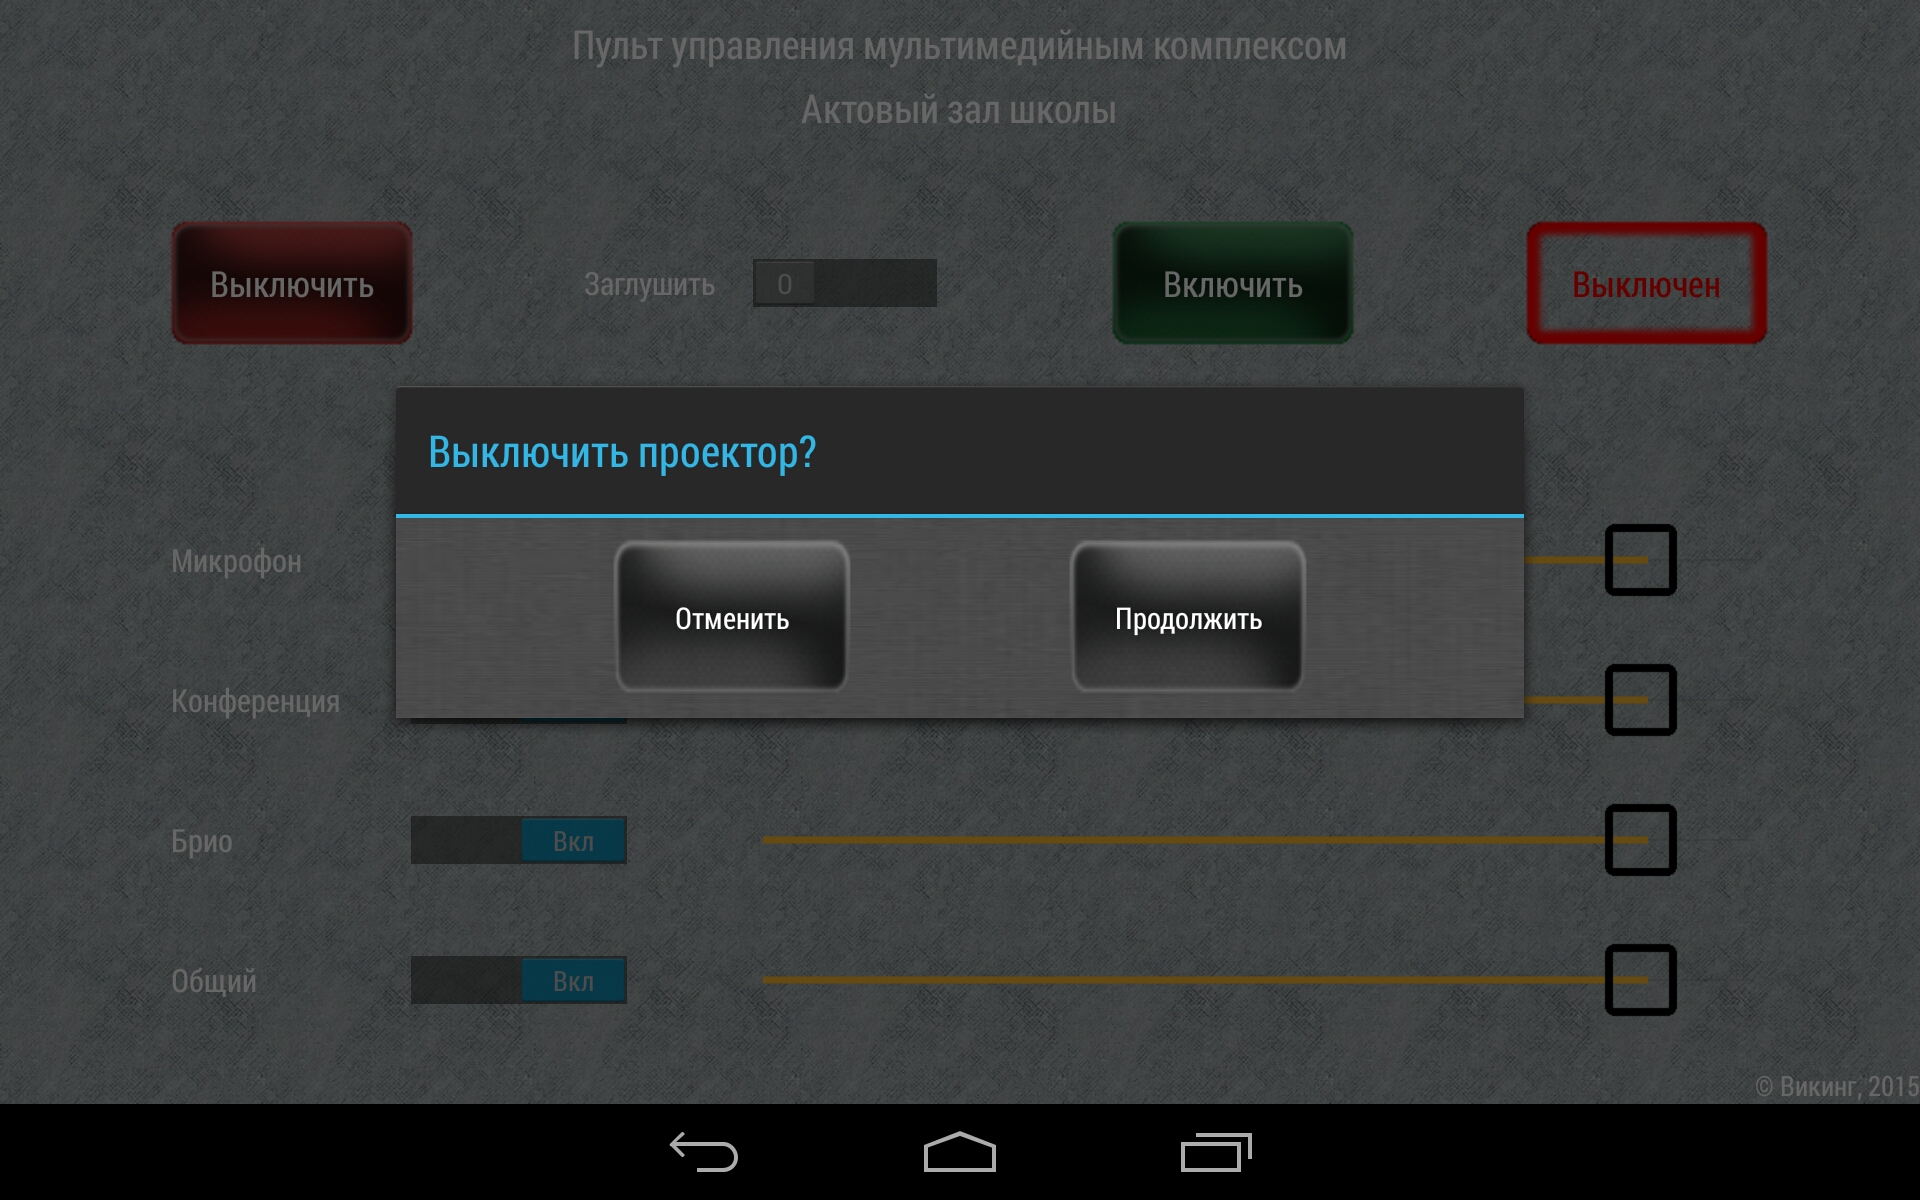 Пульт управления мультимедийным комплексом
Актовый зал школы
Выключить
Заглушить
0
Включить
Выключен
Выключить проектор?
Отменить
Продолжить
Микрофон
Конференция
Брио
Вкл
Общий
Вкл
© Викинг, 2015